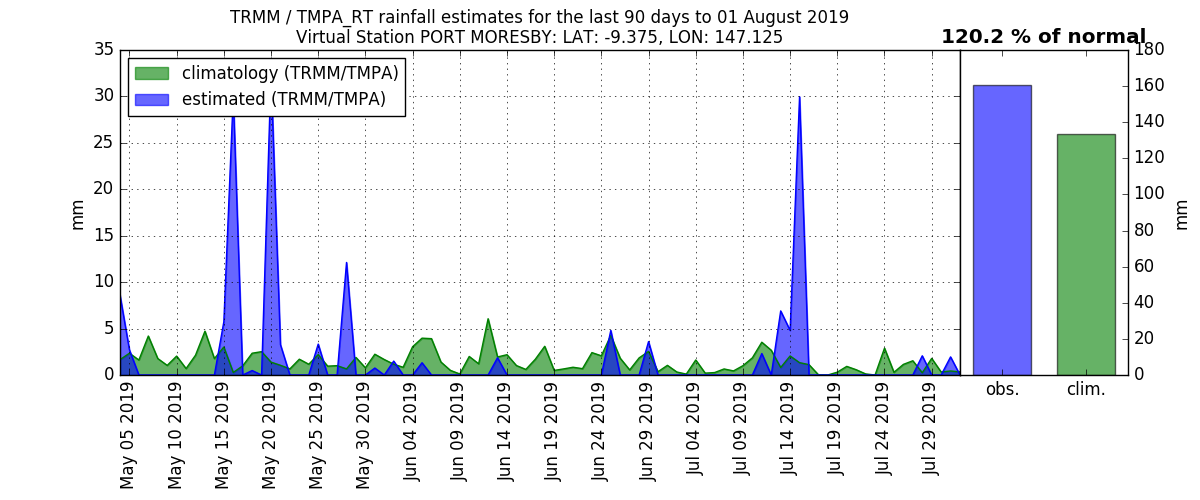 TRMM / TMPA_RT rainfall estimates for the last 90 days to 01 August 2019
Virtual Station PORT MORESBY: LAT: -9.375, LON: 147.125
120.2 % of normal
climatology (TRMM/TMPA)
estimated (TRMM/TMPA)
35
30
25
20
15
10
5
0
mm
May 05 2019
May 10 2019
May 15 2019
May 20 2019
May 25 2019
May 30 2019
Jun 04 2019
Jun 09 2019
Jun 14 2019
Jun 19 2019
Jun 24 2019
Jun 29 2019
Jul 04 2019
Jul 09 2019
Jul 14 2019
Jul 19 2019
Jul 24 2019
Jul 29 2019
obs.
clim.
180
160
140
120
100
80
60
40
20
0
mm